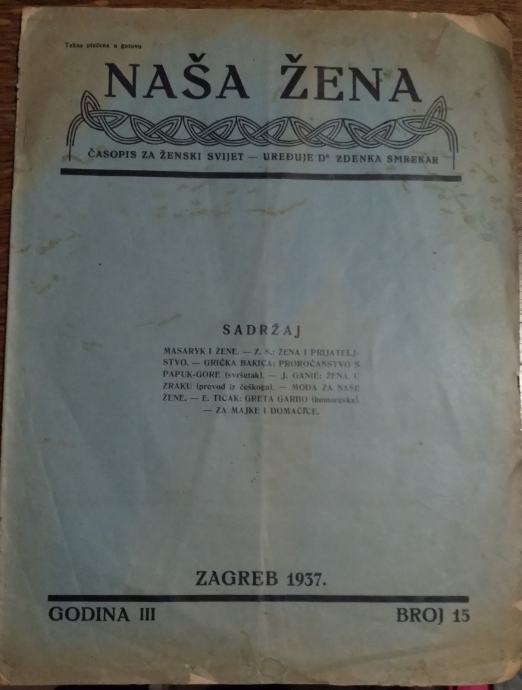 Teksa plaćena u gotovu
NAŠA ŽENA
ČASOPIS ZA ŽENSKI SVIJET — UREĐUJE Dr ZDENKA SMREKAR
SADRŽAJ
MASARYK I ŽENE. — Z. S.: ŽENA I PRIJATELJ-
STVO. — GRIČKA BAKICA: PROROČANSTVO S
PAPUK-GORE (svršetak). — J. GANIĆ: ŽENA U
ZRAKU (prevod iz češkoga). — MODA ZA NAŠE
ŽENE. — E. TIČAK: GRETA GARBO (humoreska).
— ZA MAJKE I DOMAĆICE.
ZAGREB 1937.
GODINA III
BROJ 15